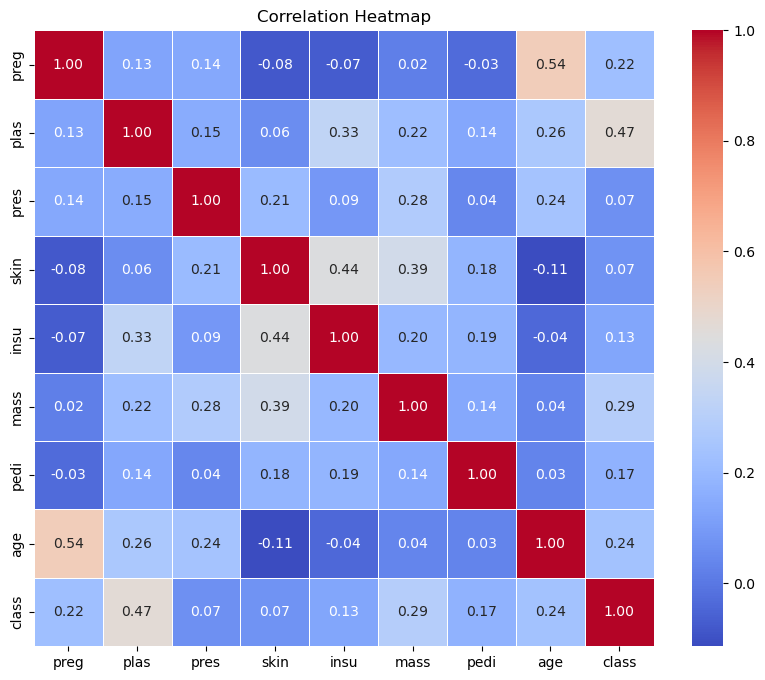 Correlation Heatmap
preg 1.00 0.13 0.14 -0.08 -0.07 0.02 -0.03 0.54 0.22
plas 0.13 1.00 0.15 0.06 0.33 0.22 0.14 0.26 0.47
pres 0.14 0.15 1.00 0.21 0.09 0.28 0.04 0.24 0.07
skin -0.08 0.06 0.21 1.00 0.44 0.39 0.18 -0.11 0.07
insu -0.07 0.33 0.09 0.44 1.00 0.20 0.19 -0.04 0.13
mass 0.02 0.22 0.28 0.39 0.20 1.00 0.14 0.04 0.29
pedi -0.03 0.14 0.04 0.18 0.19 0.14 1.00 0.03 0.17
age 0.54 0.26 0.24 -0.11 -0.04 0.04 0.03 1.00 0.24
class 0.22 0.47 0.07 0.07 0.13 0.29 0.17 0.24 1.00
preg plas pres skin insu mass pedi age class
1.0
0.8
0.6
0.4
0.2
0.0